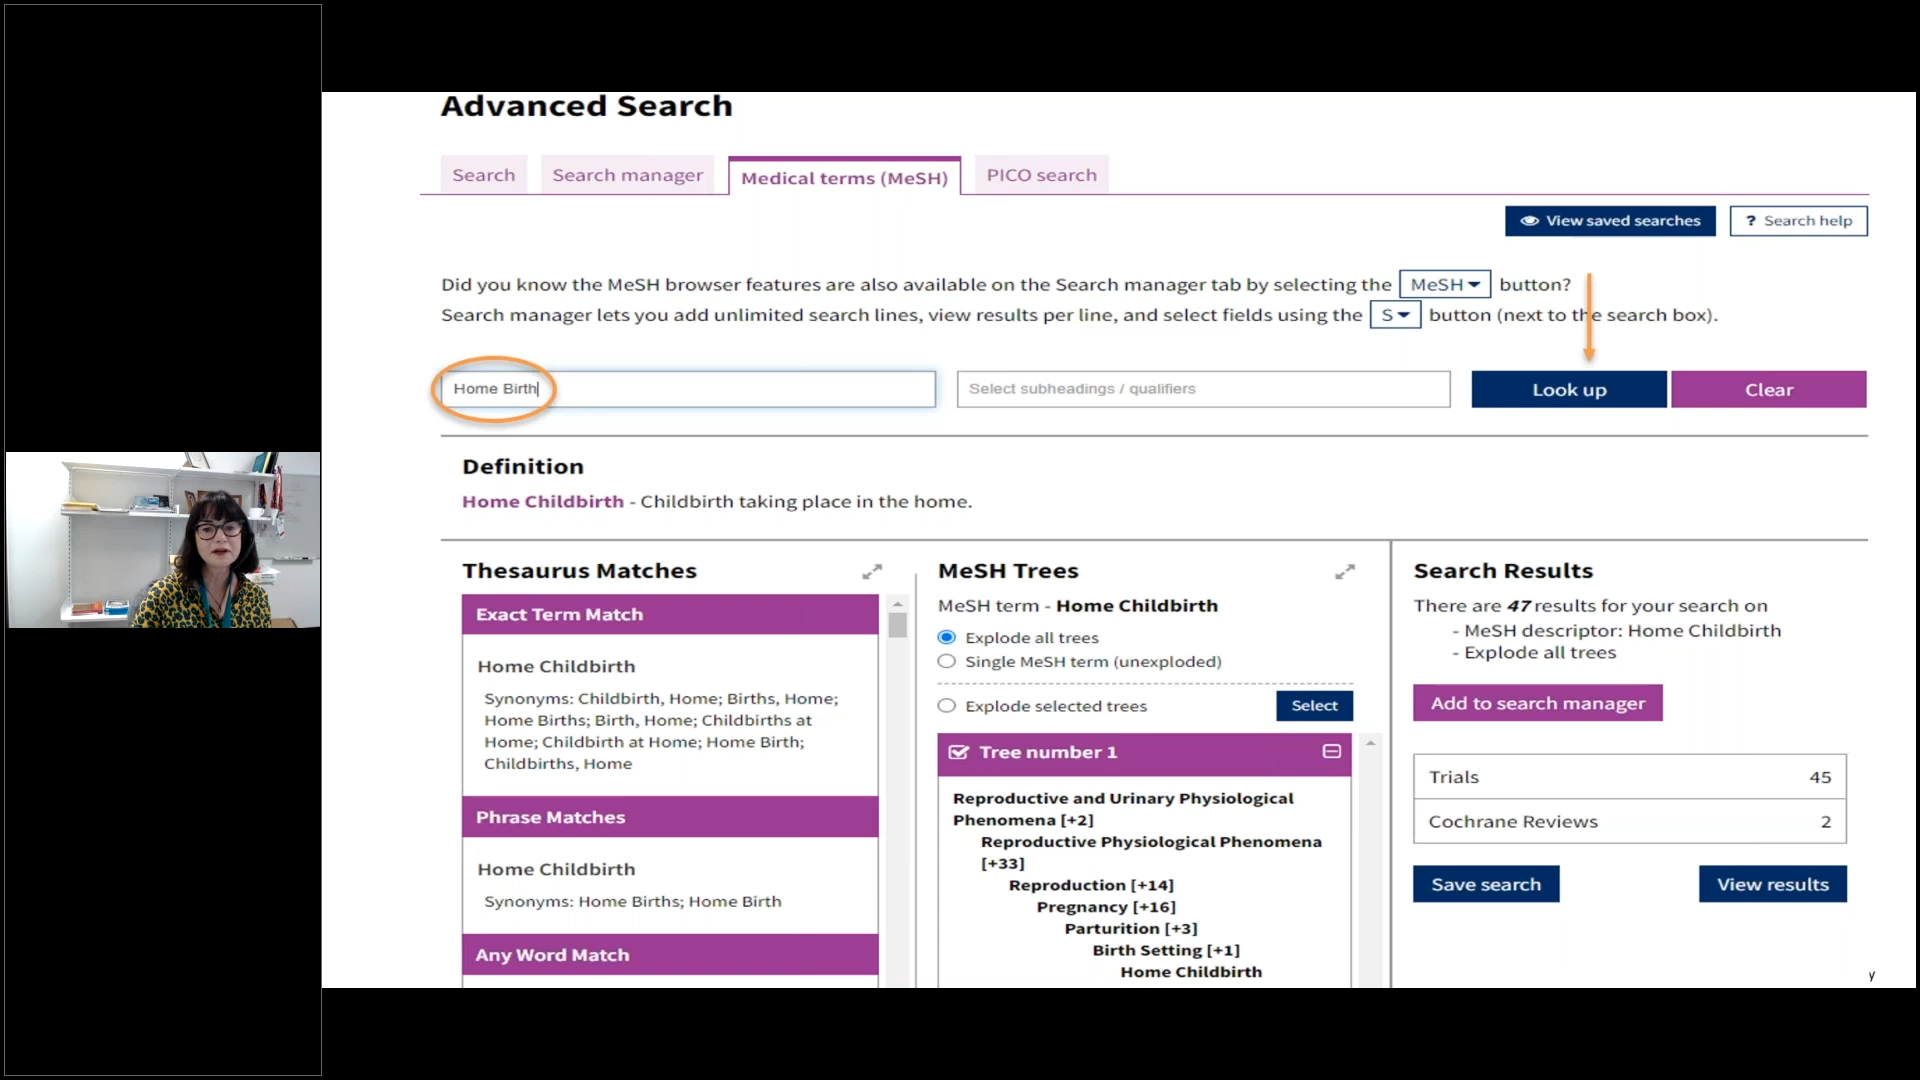 Advanced Search
Search
Search manager
Medical terms (MeSH)
PICO search
View saved searches
? Search help
Did you know the MeSH browser features are also available on the Search manager tab by selecting the MeSH button?
Search manager lets you add unlimited search lines, view results per line, and select fields using the S button (next to the search box).
Home Birth
Select subheadings / qualifiers
Look up
Clear
Definition
Home Childbirth - Childbirth taking place in the home.
Thesaurus Matches
Exact Term Match
Home Childbirth
Synonyms: Childbirth, Home; Births, Home;
Home Births; Birth, Home; Childbirths at
Home; Childbirth at Home; Home Birth;
Childbirths, Home
Phrase Matches
Home Childbirth
Synonyms: Home Births; Home Birth
Any Word Match
MeSH Trees
MeSH term - Home Childbirth
Explode all trees
Single MeSH term (unexploded)
Explode selected trees
Select
Tree number 1
Reproductive and Urinary Physiological
Phenomena [+2]
Reproductive Physiological Phenomena
[+33]
Reproduction [+14]
Pregnancy [+16]
Parturition [+3]
Birth Setting [+1]
Home Childbirth
Search Results
There are 47 results for your search on
- MeSH descriptor: Home Childbirth
- Explode all trees
Add to search manager
Trials 45
Cochrane Reviews 2
Save search
View results
y